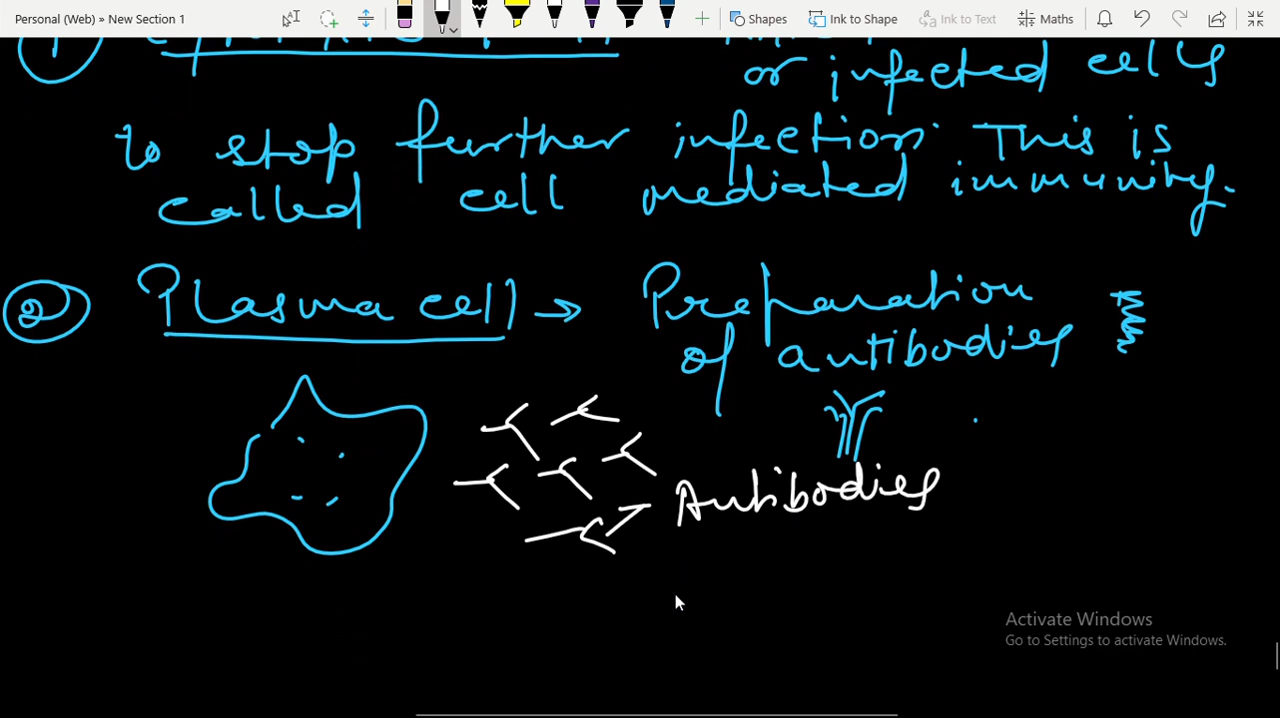 Personal (Web) » New Section 1
Shapes
Ink to Shape
Ink to Text
Maths
or infected cells
to stop further infection. This is
called cell mediated immunity.
② Plasma cell → Preparation
of antibodies
Antibodies
Activate Windows
Go to Settings to activate Windows.